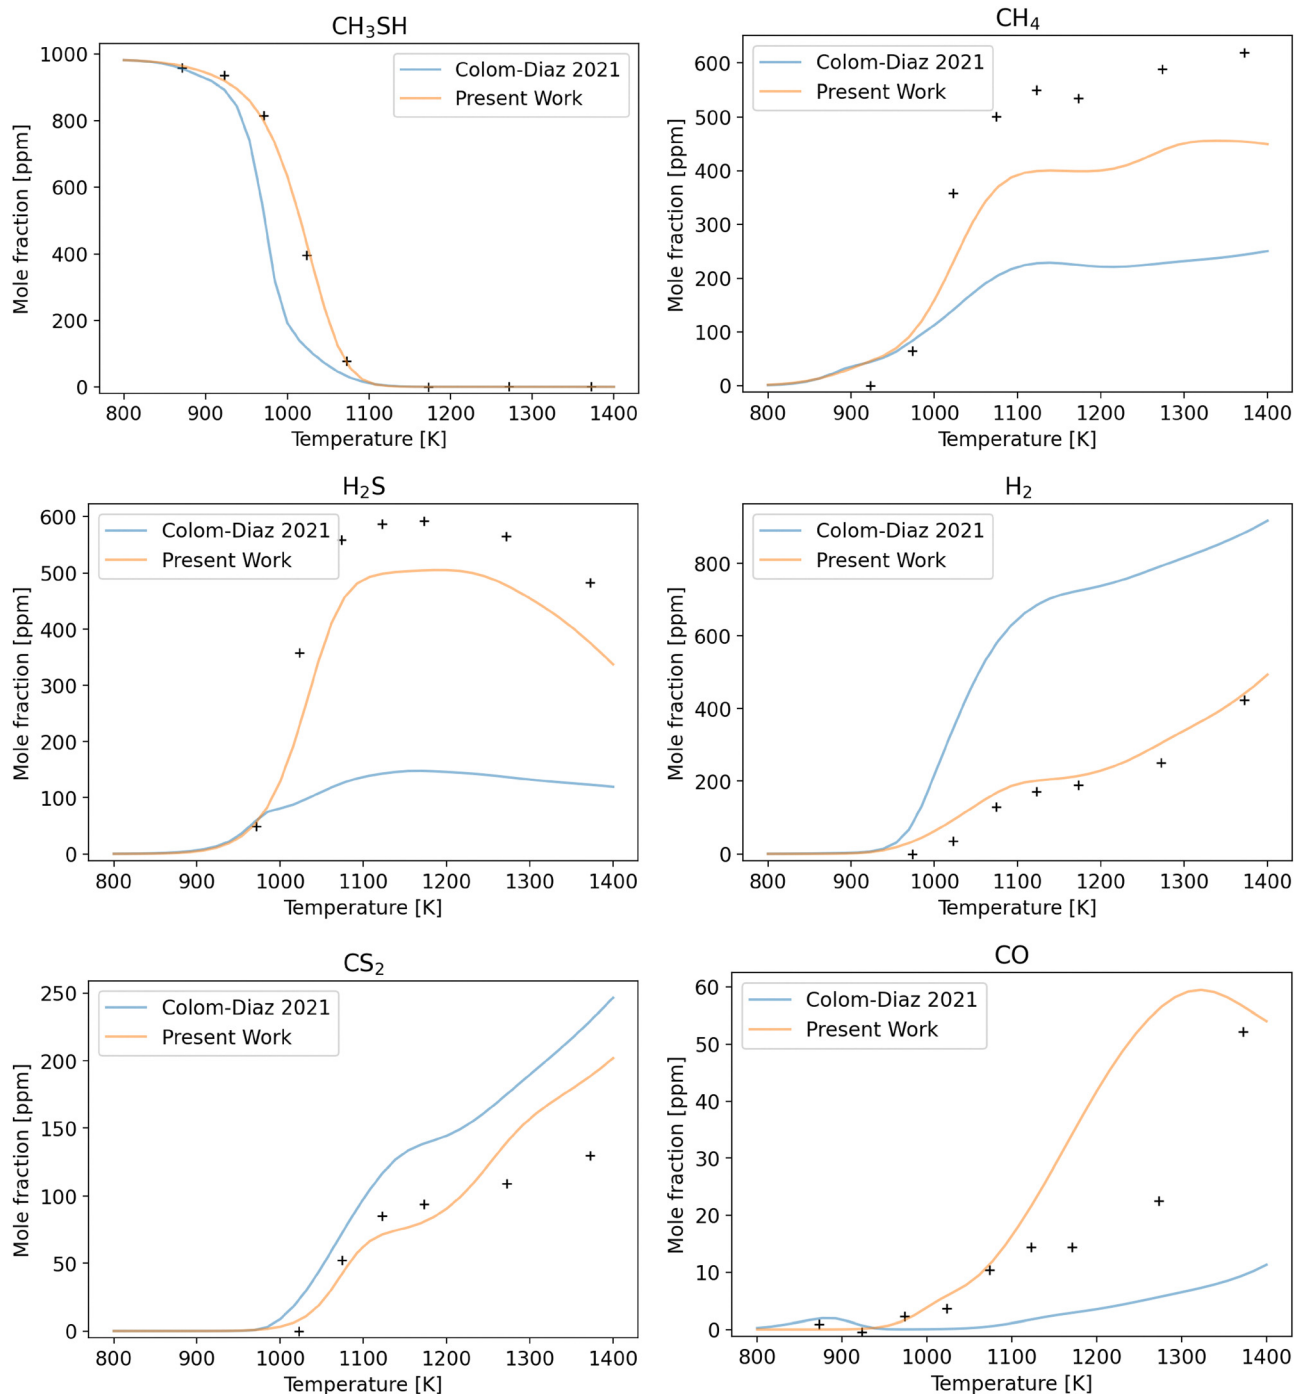 CH₃SH
Mole fraction [ppm]
1000
800
600
400
200
0
Colom-Diaz 2021
Present Work
800 900 1000 1100 1200 1300 1400
Temperature [K]
CH₄
Mole fraction [ppm]
600
500
400
300
200
100
0
Colom-Diaz 2021
Present Work
800 900 1000 1100 1200 1300 1400
Temperature [K]
H₂S
Mole fraction [ppm]
600
500
400
300
200
100
0
Colom-Diaz 2021
Present Work
800 900 1000 1100 1200 1300 1400
Temperature [K]
H₂
Mole fraction [ppm]
800
600
400
200
0
Colom-Diaz 2021
Present Work
800 900 1000 1100 1200 1300 1400
Temperature [K]
CS₂
Mole fraction [ppm]
250
200
150
100
50
0
Colom-Diaz 2021
Present Work
800 900 1000 1100 1200 1300 1400
Temperature [K]
CO
Mole fraction [ppm]
60
50
40
30
20
10
0
Colom-Diaz 2021
Present Work
800 900 1000 1100 1200 1300 1400
Temperature [K]